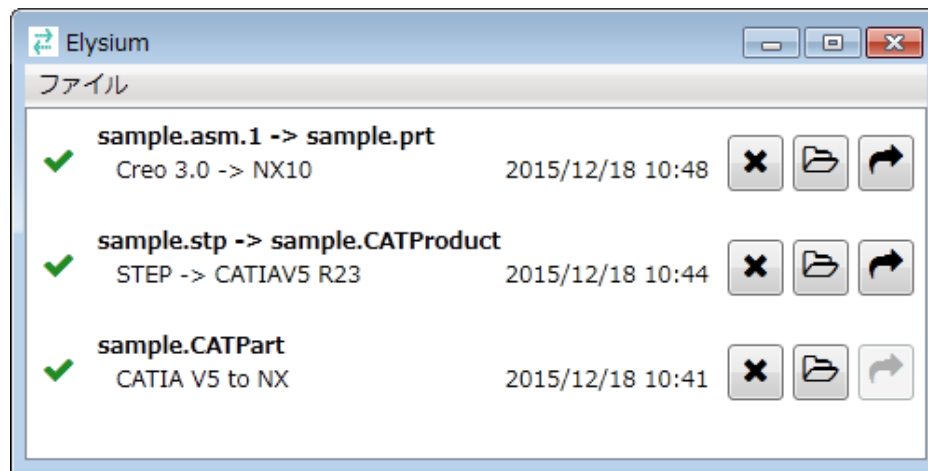 Elysium
ファイル
sample.asm.1 -> sample.prt
Creo 3.0 -> NX10 2015/12/18 10:48
sample.stp -> sample.CATProduct
STEP -> CATIAV5 R23 2015/12/18 10:44
sample.CATPart
CATIA V5 to NX 2015/12/18 10:41